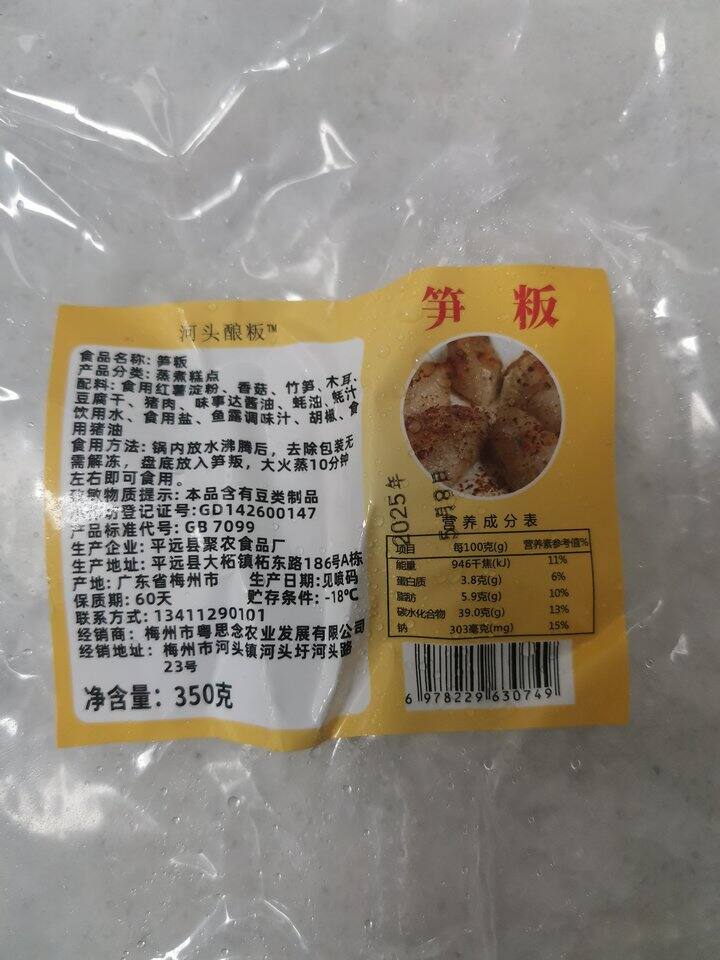 河头酿粄™
食品名称: 笋粄
产品分类: 蒸煮糕点
配料: 食用红薯淀粉、香菇、竹笋、木耳、
豆腐干、猪肉、味事达酱油、蚝油、蚝汁
饮用水、食用盐、鱼露调味汁、胡椒、食
用猪油
食用方法: 锅内放水沸腾后, 去除包装无
需解冻, 盘底放入笋粄, 大火蒸10分钟
左右即可食用。
致敏物质提示: 本品含有豆类制品
坊登记证号:GD142600147
产品标准代号: GB 7099
生产企业: 平远县聚农食品厂
生产地址: 平远县大柘镇柘东路186号A栋
产地: 广东省梅州市 生产日期:见喷码
保质期: 60天 贮存条件: -18℃
联系方式: 13411290101
经销商: 梅州市粤思念农业发展有限公司
经销地址: 梅州市河头镇河头圩河头路
23号
净含量: 350克
笋 粄
2025年
5月8日
营养成分表
项目 每100克(g) 营养素参考值%
能量 946千焦(kJ) 11%
蛋白质 3.8克(g) 6%
脂肪 5.9克(g) 10%
碳水化合物 39.0克(g) 13%
钠 303毫克(mg) 15%
6 978229 630749